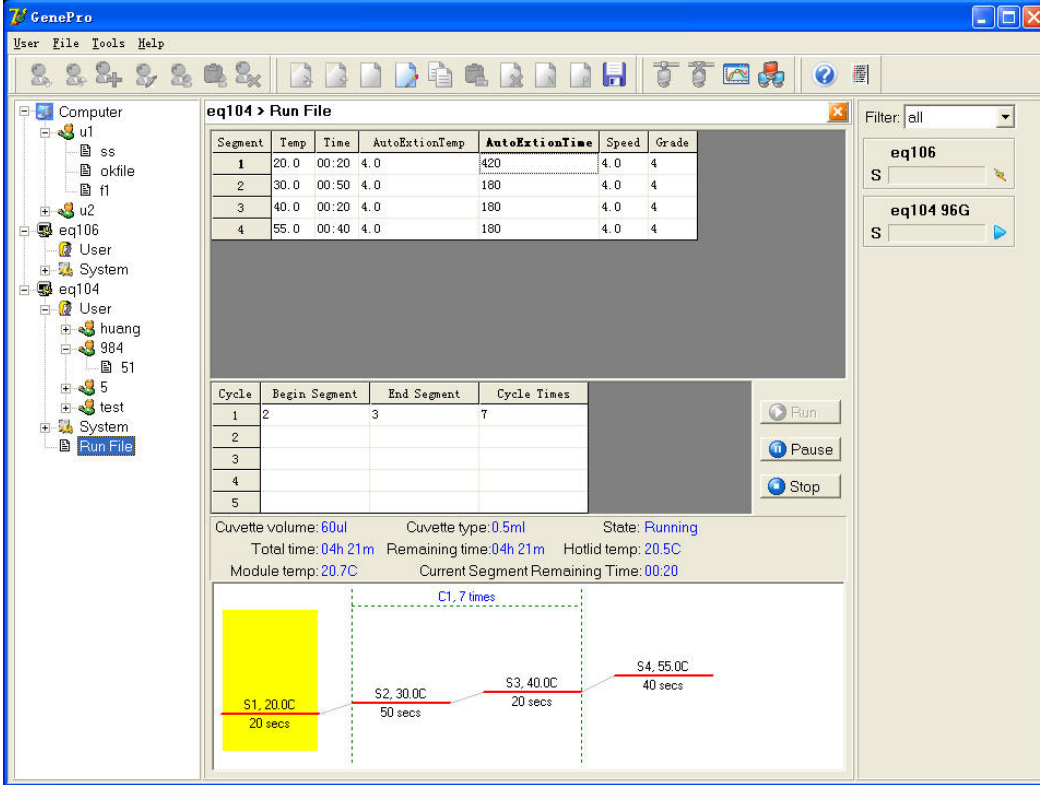 GenePro
User File Tools Help
Computer
u1
ss
okfile
f1
u2
eq106
User
System
eq104
User
huang
984
51
5
test
System
Run File
eq104 > Run File
Segment Temp Time AutoExtionTemp AutoExtionTime Speed Grade
1 20.0 00:20 4.0 420 4.0 4
2 30.0 00:50 4.0 180 4.0 4
3 40.0 00:20 4.0 180 4.0 4
4 55.0 00:40 4.0 180 4.0 4
Cycle Begin Segment End Segment Cycle Times
1 2 3 7
2
3
4
5
Run
Pause
Stop
Cuvette volume: 60ul Cuvette type: 0.5ml State: Running
Total time: 04h 21m Remaining time: 04h 21m Hotlid temp: 20.5C
Module temp: 20.7C Current Segment Remaining Time: 00:20
C1, 7 times
S1, 20.0C
20 secs
S2, 30.0C
50 secs
S3, 40.0C
20 secs
S4, 55.0C
40 secs
Filter: all
eq106
S
eq104 96G
S